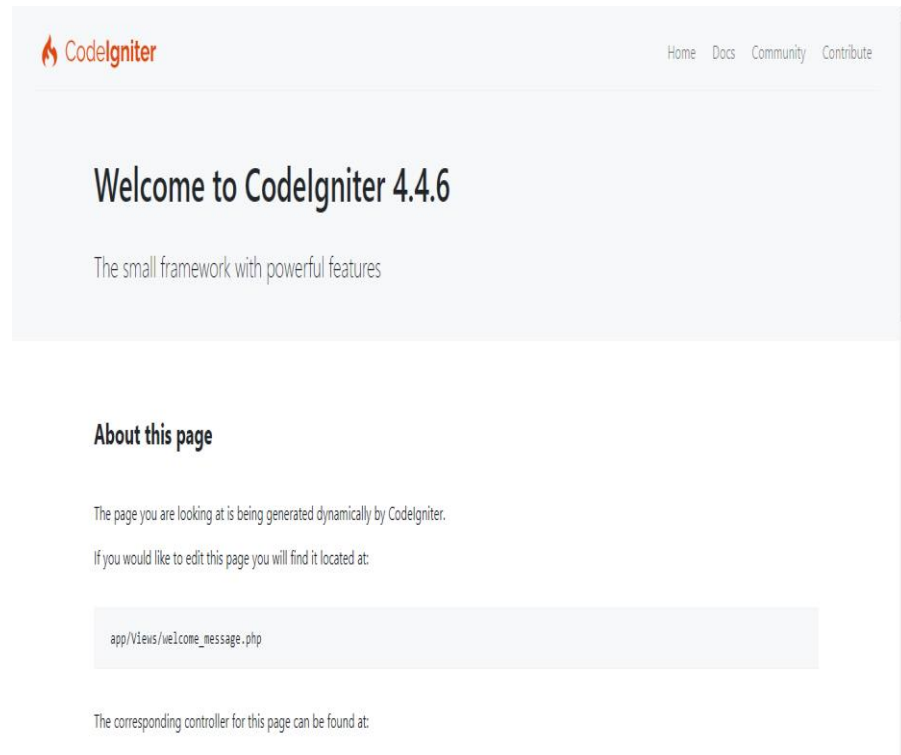 CodeIgniter
Home Docs Community Contribute
Welcome to CodeIgniter 4.4.6
The small framework with powerful features
About this page
The page you are looking at is being generated dynamically by CodeIgniter.
If you would like to edit this page you will find it located at:
app/Views/welcome_message.php
The corresponding controller for this page can be found at: